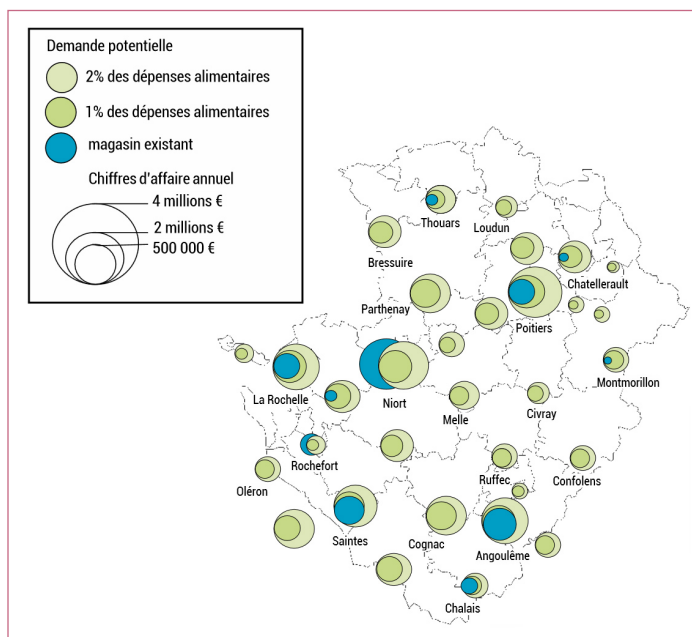 Demande potentielle
2% des dépenses alimentaires
1% des dépenses alimentaires
magasin existant
Chiffres d'affaire annuel
4 millions €
2 millions €
500 000 €
Thouars
Loudun
Bressuire
Chatellerault
Parthenay
Poitiers
Montmorillon
La Rochelle
Niort
Melle
Civray
Rochefort
Ruffec
Confolens
Oléron
Saintes
Cognac
Angoulême
Chalais